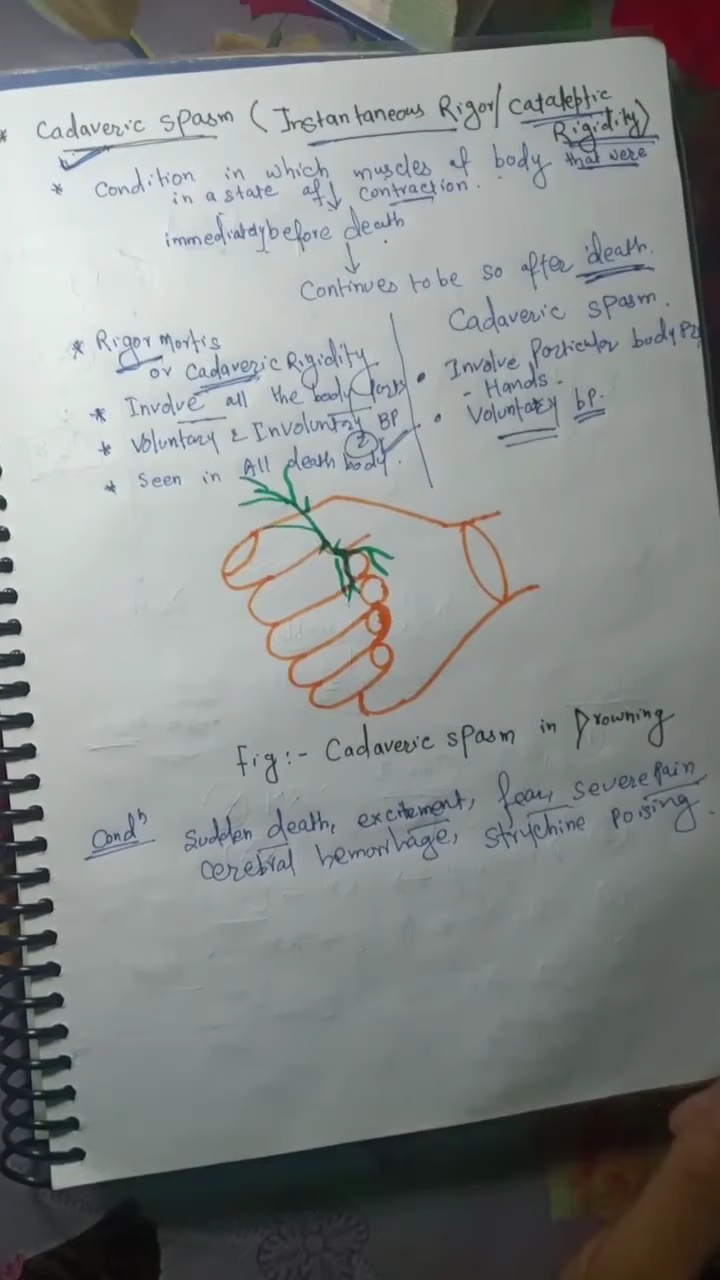 * Cadaveric spasm (Instantaneous Rigor/Cataleptic
Rigidity)
* Condition in which muscles of body that were
in a state of contraction.
immediately before death
Continues to be so after death.
* Rigor mortis
or Cadaveric Rigidity
* Involve all the body parts
* Voluntary & Involuntry BP
* Seen in All death body.
Cadaveric spasm.
• Involve Particular body
- Hands -
• Voluntary bp.
Fig:- Cadaveric spasm in Drowning
Condn Sudden death, excitement, fear, severe pain
cerebral hemorrhage, strychine poising.